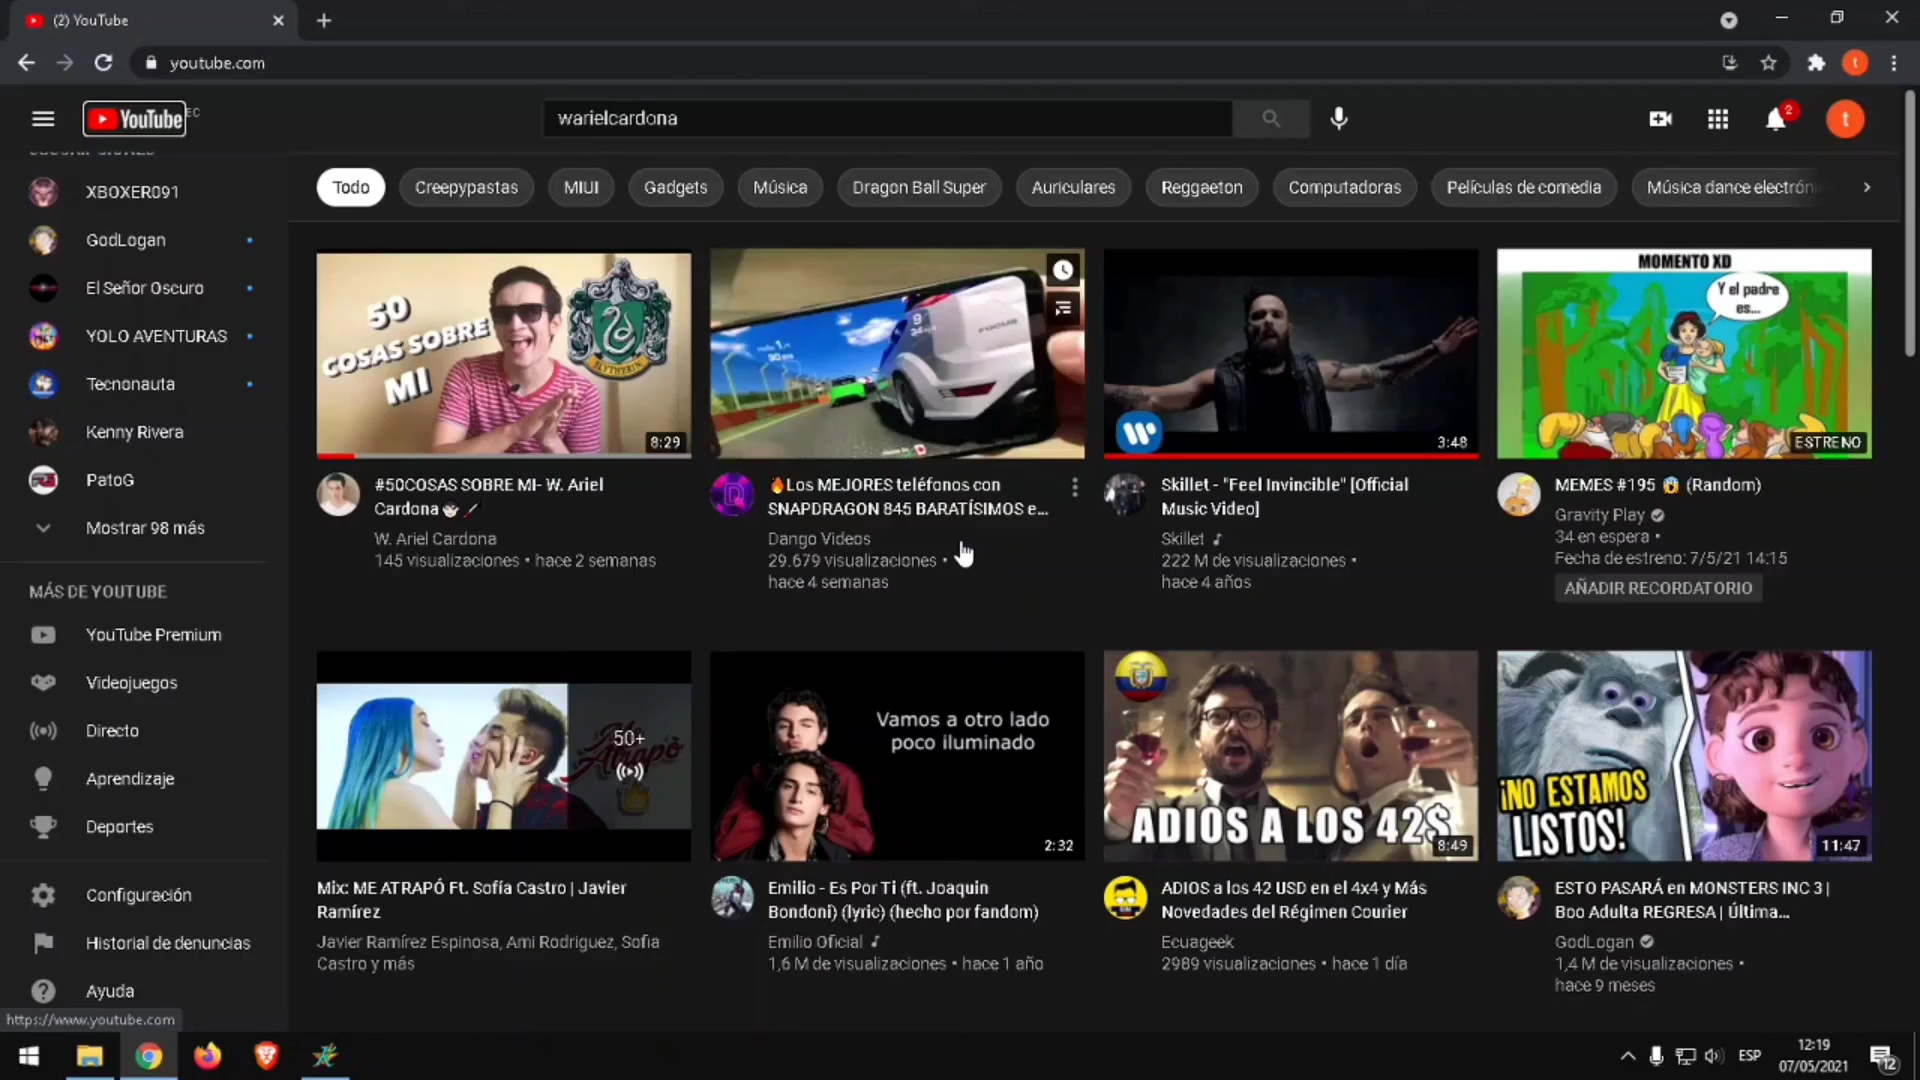 (2) YouTube
youtube.com
YouTube
EC
warielcardona
2
t
t
XBOXER091
GodLogan
El Señor Oscuro
YOLO AVENTURAS
Tecnonauta
Kenny Rivera
PatoG
Mostrar 98 más
MÁS DE YOUTUBE
YouTube Premium
Videojuegos
Directo
Aprendizaje
Deportes
Configuración
Historial de denuncias
Ayuda
https://www.youtube.com
Todo
Creepypastas
MIUI
Gadgets
Música
Dragon Ball Super
Auriculares
Reggaeton
Computadoras
Películas de comedia
Música dance electróni
50
COSAS SOBRE
MI
SLYTHERIN
8:29
#50COSAS SOBRE MI- W. Ariel
Cardona
W. Ariel Cardona
145 visualizaciones • hace 2 semanas
FOCUS
🔥Los MEJORES teléfonos con
SNAPDRAGON 845 BARATÍSIMOS e...
Dango Videos
29.679 visualizaciones •
hace 4 semanas
3:48
Skillet - "Feel Invincible" [Official
Music Video]
Skillet
222 M de visualizaciones •
hace 4 años
MOMENTO XD
Y el padre
es...
ESTRENO
MEMES #195 😱 (Random)
Gravity Play
34 en espera •
Fecha de estreno: 7/5/21 14:15
AÑADIR RECORDATORIO
50+
Atrapó
Mix: ME ATRAPÓ Ft. Sofía Castro | Javier
Ramírez
Javier Ramírez Espinosa, Ami Rodriguez, Sofia
Castro y más
Vamos a otro lado
poco iluminado
2:32
Emilio - Es Por Ti (ft. Joaquin
Bondoni) (lyric) (hecho por fandom)
Emilio Oficial
1,6 M de visualizaciones • hace 1 año
ADIOS A LOS 42$
8:49
ADIOS a los 42 USD en el 4x4 y Más
Novedades del Régimen Courier
Ecuageek
2989 visualizaciones • hace 1 día
¡NO ESTAMOS
LISTOS!
11:47
ESTO PASARÁ en MONSTERS INC 3 |
Boo Adulta REGRESA | Última...
GodLogan
1,4 M de visualizaciones •
hace 9 meses
ESP
12:19
07/05/2021
12